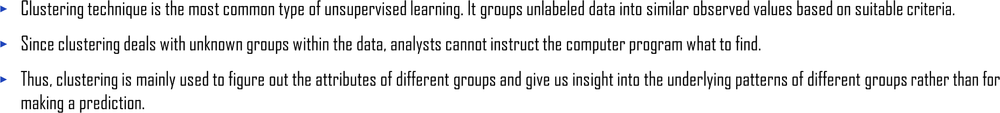 ▸ Clustering technique is the most common type of unsupervised learning. It groups unlabeled data into similar observed values based on suitable criteria.
▸ Since clustering deals with unknown groups within the data, analysts cannot instruct the computer program what to find.
▸ Thus, clustering is mainly used to figure out the attributes of different groups and give us insight into the underlying patterns of different groups rather than for
making a prediction.